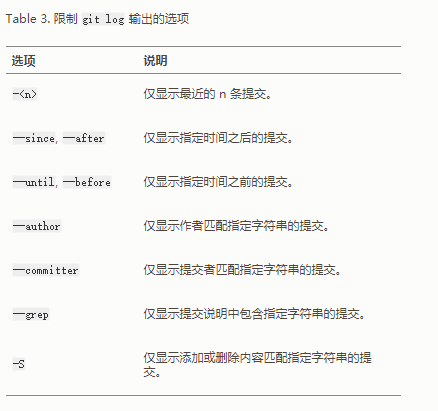 Table 3. 限制 git log 输出的选项
选项 说明
-<n> 仅显示最近的 n 条提交。
--since, --after 仅显示指定时间之后的提交。
--until, --before 仅显示指定时间之前的提交。
--author 仅显示作者匹配指定字符串的提交。
--committer 仅显示提交者匹配指定字符串的提交。
--grep 仅显示提交说明中包含指定字符串的提交。
-S 仅显示添加或删除内容匹配指定字符串的提
交。